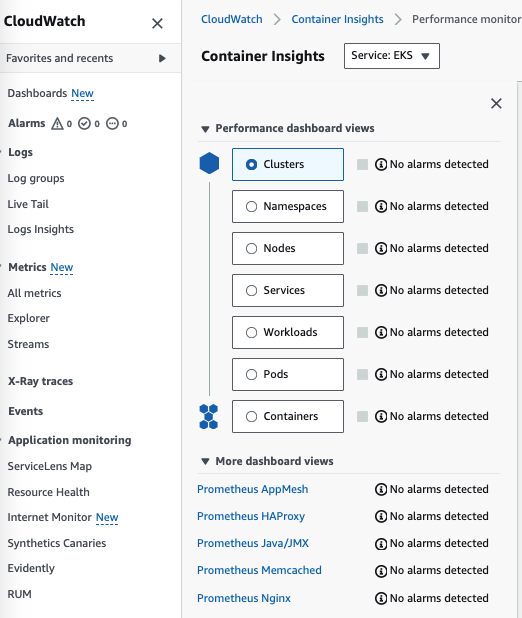 CloudWatch
Favorites and recents
Dashboards New
Alarms 0 0 0
Logs
Log groups
Live Tail
Logs Insights
Metrics New
All metrics
Explorer
Streams
X-Ray traces
Events
Application monitoring
ServiceLens Map
Resource Health
Internet Monitor New
Synthetics Canaries
Evidently
RUM
CloudWatch > Container Insights > Performance monitor
Container Insights
Service: EKS
Performance dashboard views
Clusters No alarms detected
Namespaces No alarms detected
Nodes No alarms detected
Services No alarms detected
Workloads No alarms detected
Pods No alarms detected
Containers No alarms detected
More dashboard views
Prometheus AppMesh No alarms detected
Prometheus HAProxy No alarms detected
Prometheus Java/JMX No alarms detected
Prometheus Memcached No alarms detected
Prometheus Nginx No alarms detected